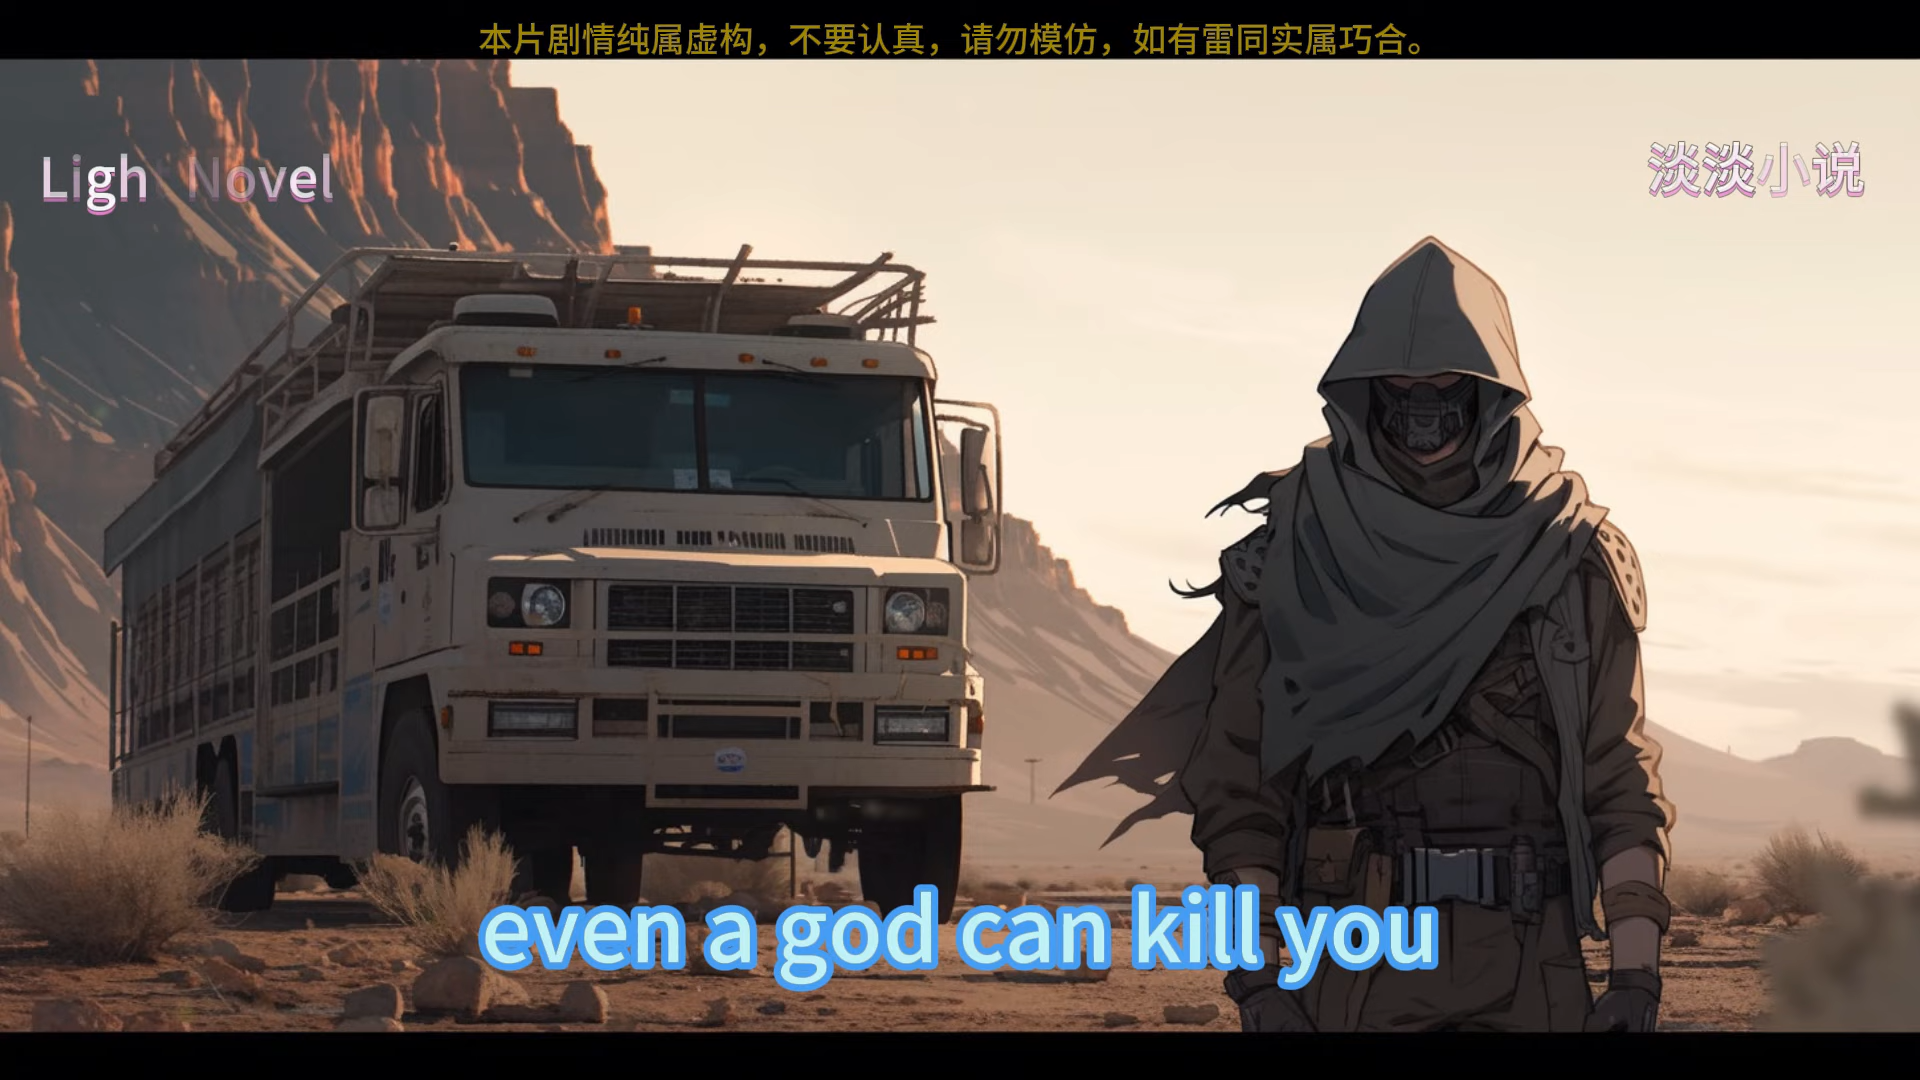 本片剧情纯属虚构，不要认真，请勿模仿，如有雷同实属巧合。
Light Novel
淡淡小说
even a god can kill you